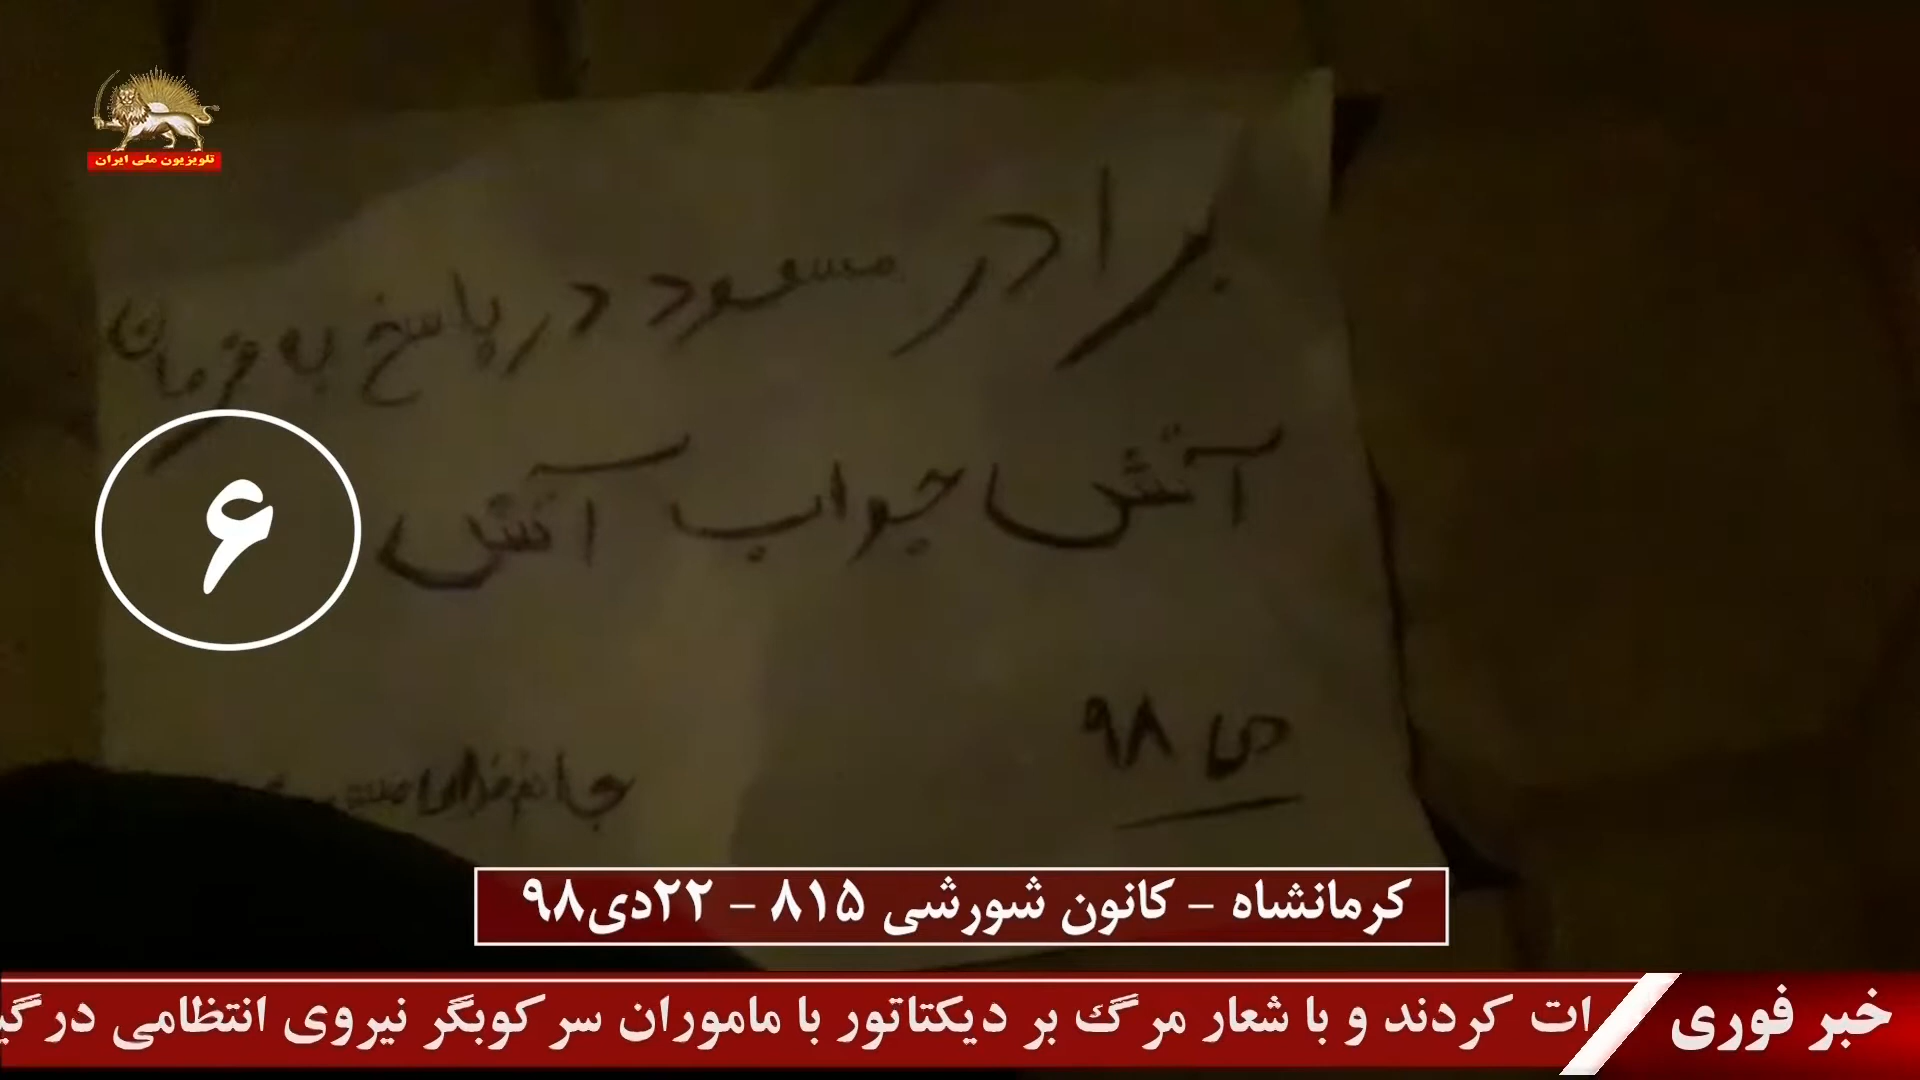 تلویزیون ملی ایران
برادر مسعود در پاسخ به فرمان
آتش جواب آتش
۶
دی ۹۸
کرمانشاه - کانون شورشی ۸۱۵ - ۲۲دی۹۸
خبر فوری
ات کردند و با شعار مرگ بر دیکتاتور با ماموران سرکوبگر نیروی انتظامی درگی